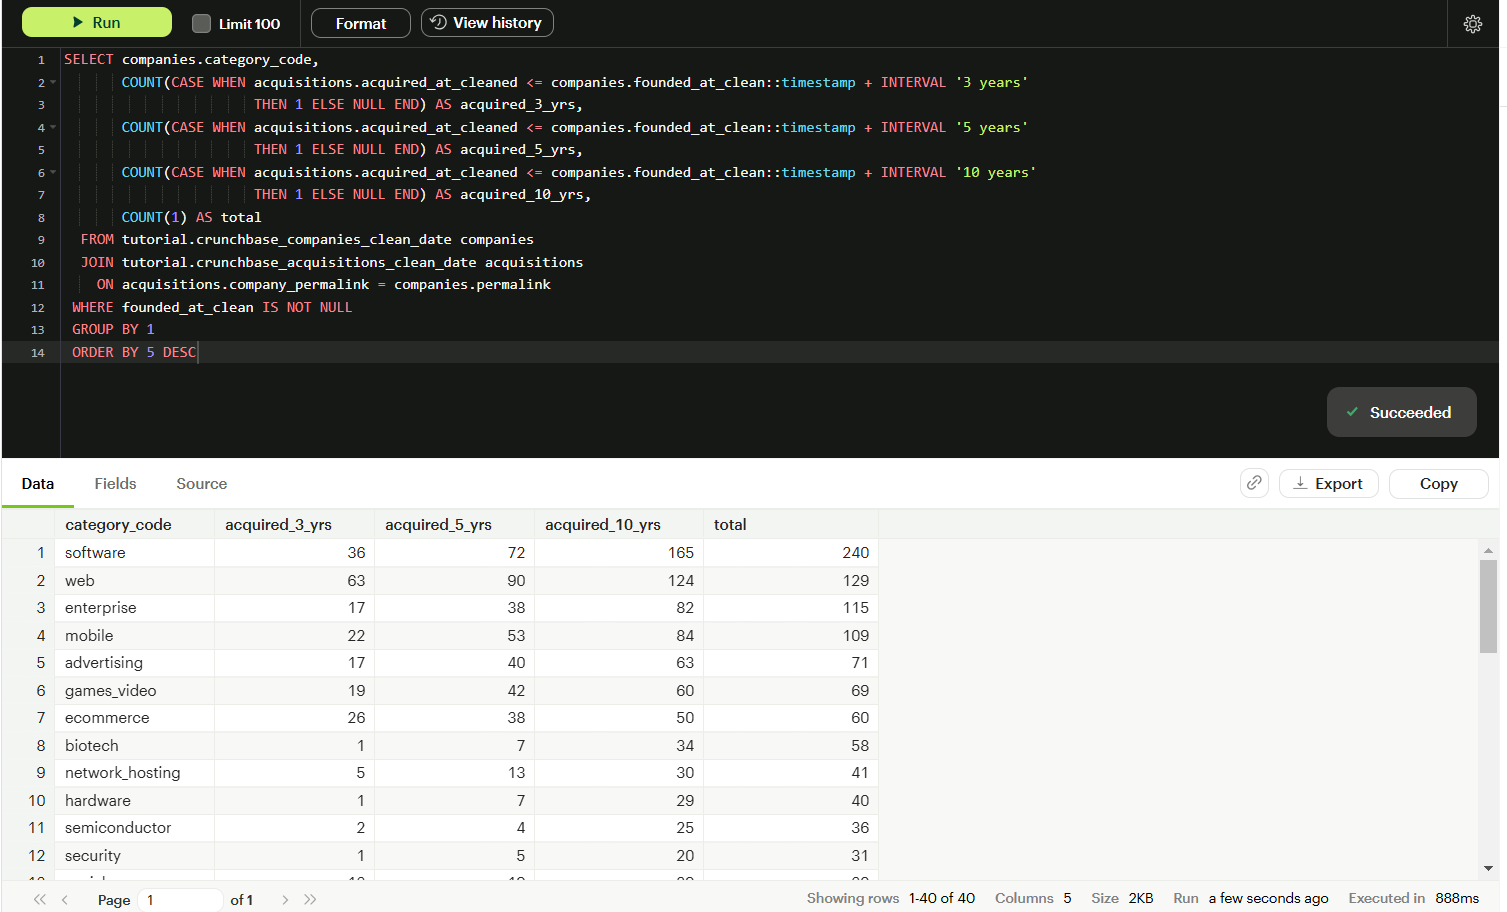 Run Limit 100 Format View history
1 SELECT companies.category_code,
2 COUNT(CASE WHEN acquisitions.acquired_at_cleaned <= companies.founded_at_clean::timestamp + INTERVAL '3 years'
3 THEN 1 ELSE NULL END) AS acquired_3_yrs,
4 COUNT(CASE WHEN acquisitions.acquired_at_cleaned <= companies.founded_at_clean::timestamp + INTERVAL '5 years'
5 THEN 1 ELSE NULL END) AS acquired_5_yrs,
6 COUNT(CASE WHEN acquisitions.acquired_at_cleaned <= companies.founded_at_clean::timestamp + INTERVAL '10 years'
7 THEN 1 ELSE NULL END) AS acquired_10_yrs,
8 COUNT(1) AS total
9 FROM tutorial.crunchbase_companies_clean_date companies
10 JOIN tutorial.crunchbase_acquisitions_clean_date acquisitions
11 ON acquisitions.company_permalink = companies.permalink
12 WHERE founded_at_clean IS NOT NULL
13 GROUP BY 1
14 ORDER BY 5 DESC
Succeeded
Data Fields Source Export Copy
category_code acquired_3_yrs acquired_5_yrs acquired_10_yrs total
1 software 36 72 165 240
2 web 63 90 124 129
3 enterprise 17 38 82 115
4 mobile 22 53 84 109
5 advertising 17 40 63 71
6 games_video 19 42 60 69
7 ecommerce 26 38 50 60
8 biotech 1 7 34 58
9 network_hosting 5 13 30 41
10 hardware 1 7 29 40
11 semiconductor 2 4 25 36
12 security 1 5 20 31
Page 1 of 1 Showing rows 1-40 of 40 Columns 5 Size 2KB Run a few seconds ago Executed in 888ms